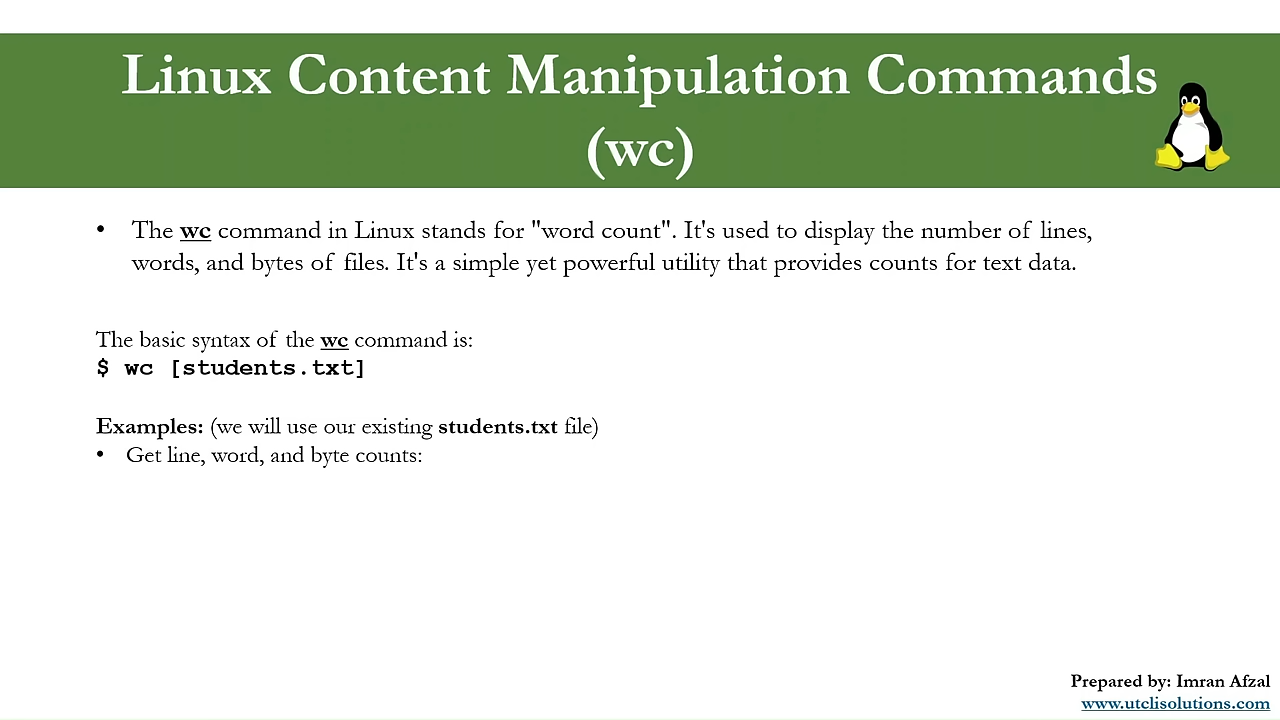 Linux Content Manipulation Commands
(wc)
• The wc command in Linux stands for "word count". It's used to display the number of lines,
words, and bytes of files. It's a simple yet powerful utility that provides counts for text data.
The basic syntax of the wc command is:
$ wc [students.txt]
Examples: (we will use our existing students.txt file)
• Get line, word, and byte counts:
Prepared by: Imran Afzal
www.utclisolutions.com